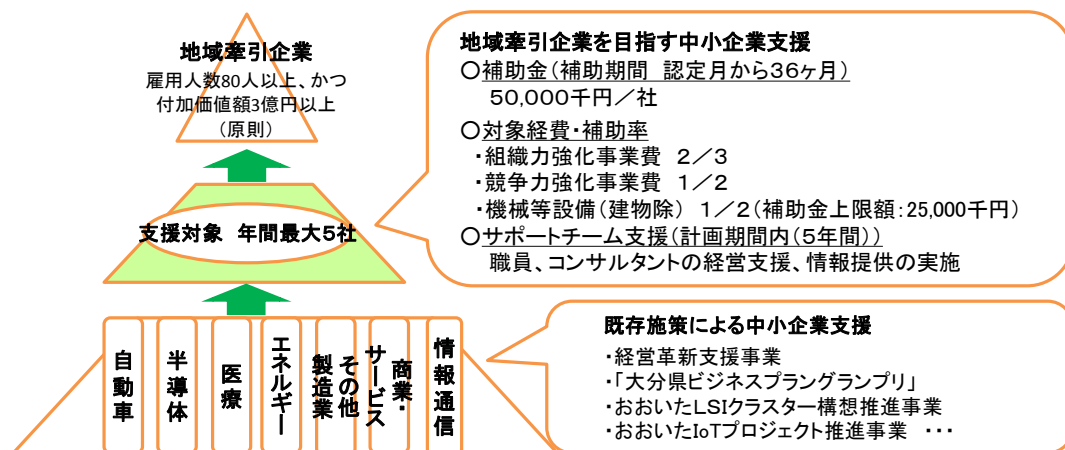 地域牽引企業
雇用人数80人以上、かつ
付加価値額3億円以上
(原則)
支援対象 年間最大5社
自動車
半導体
医療
エネルギー
その他
製造業
商業・
サービス
情報通信
地域牽引企業を目指す中小企業支援
○補助金(補助期間 認定月から36ヶ月)
50,000千円/社
○対象経費・補助率
・組織力強化事業費 2/3
・競争力強化事業費 1/2
・機械等設備(建物除) 1/2(補助金上限額:25,000千円)
○サポートチーム支援(計画期間内(5年間))
職員、コンサルタントの経営支援、情報提供の実施
既存施策による中小企業支援
・経営革新支援事業
・「大分県ビジネスプラングランプリ」
・おおいたLSIクラスター構想推進事業
・おおいたIoTプロジェクト推進事業 ・・・